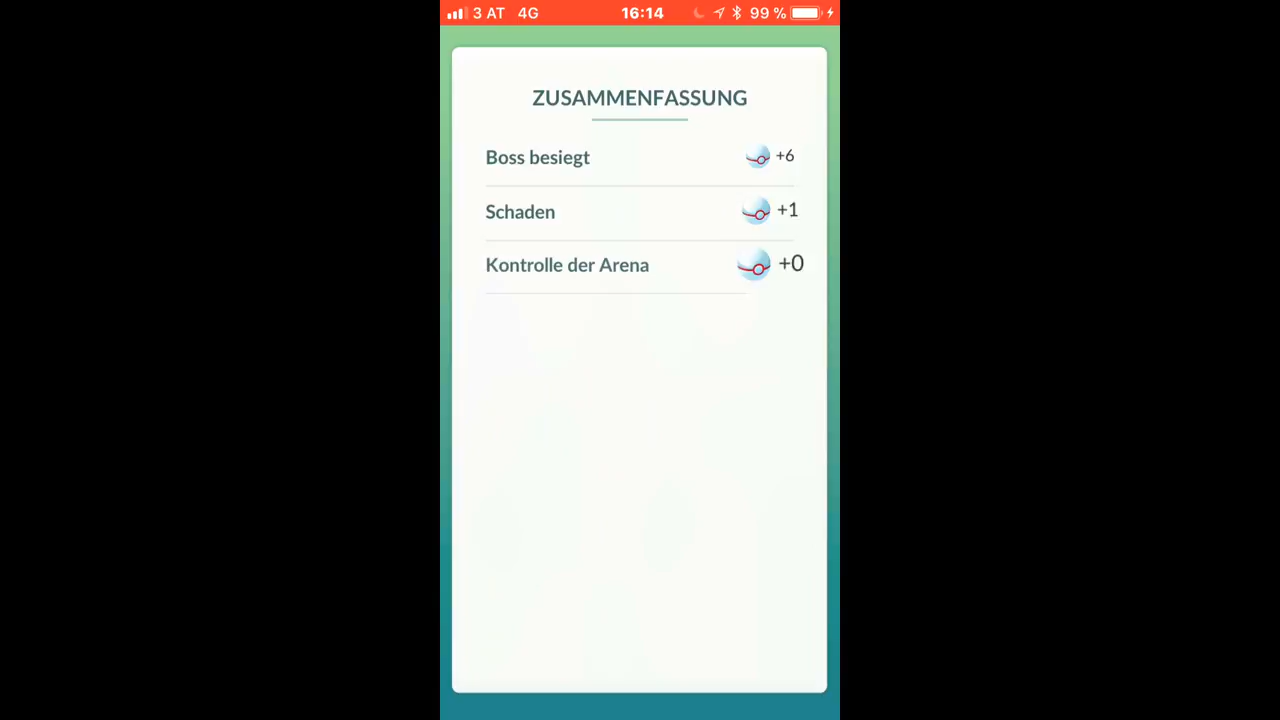 3 AT 4G 16:14 99 %
ZUSAMMENFASSUNG
Boss besiegt +6
Schaden +1
Kontrolle der Arena +0